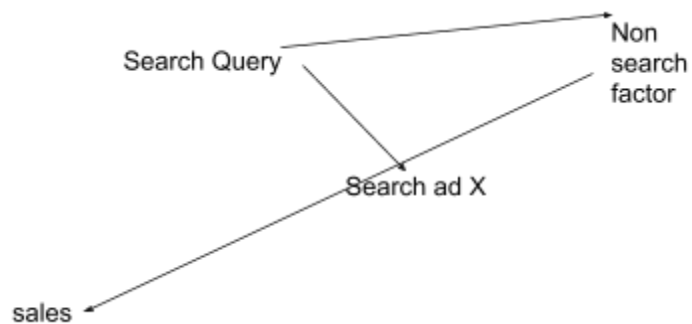 Search Query
Non
search
factor
Search ad X
sales